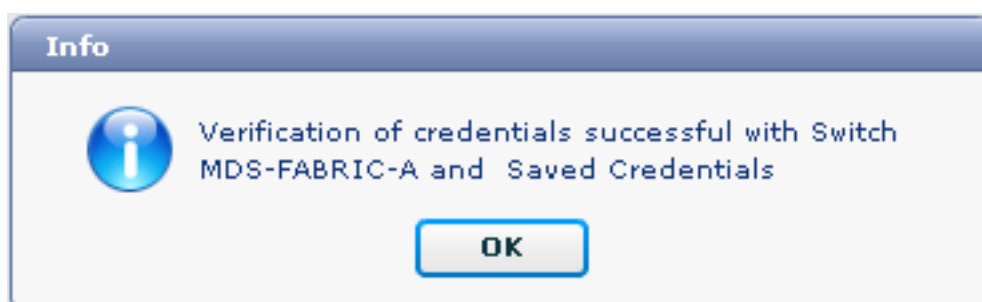 Info
Verification of credentials successful with Switch
MDS-FABRIC-A and  Saved Credentials
OK